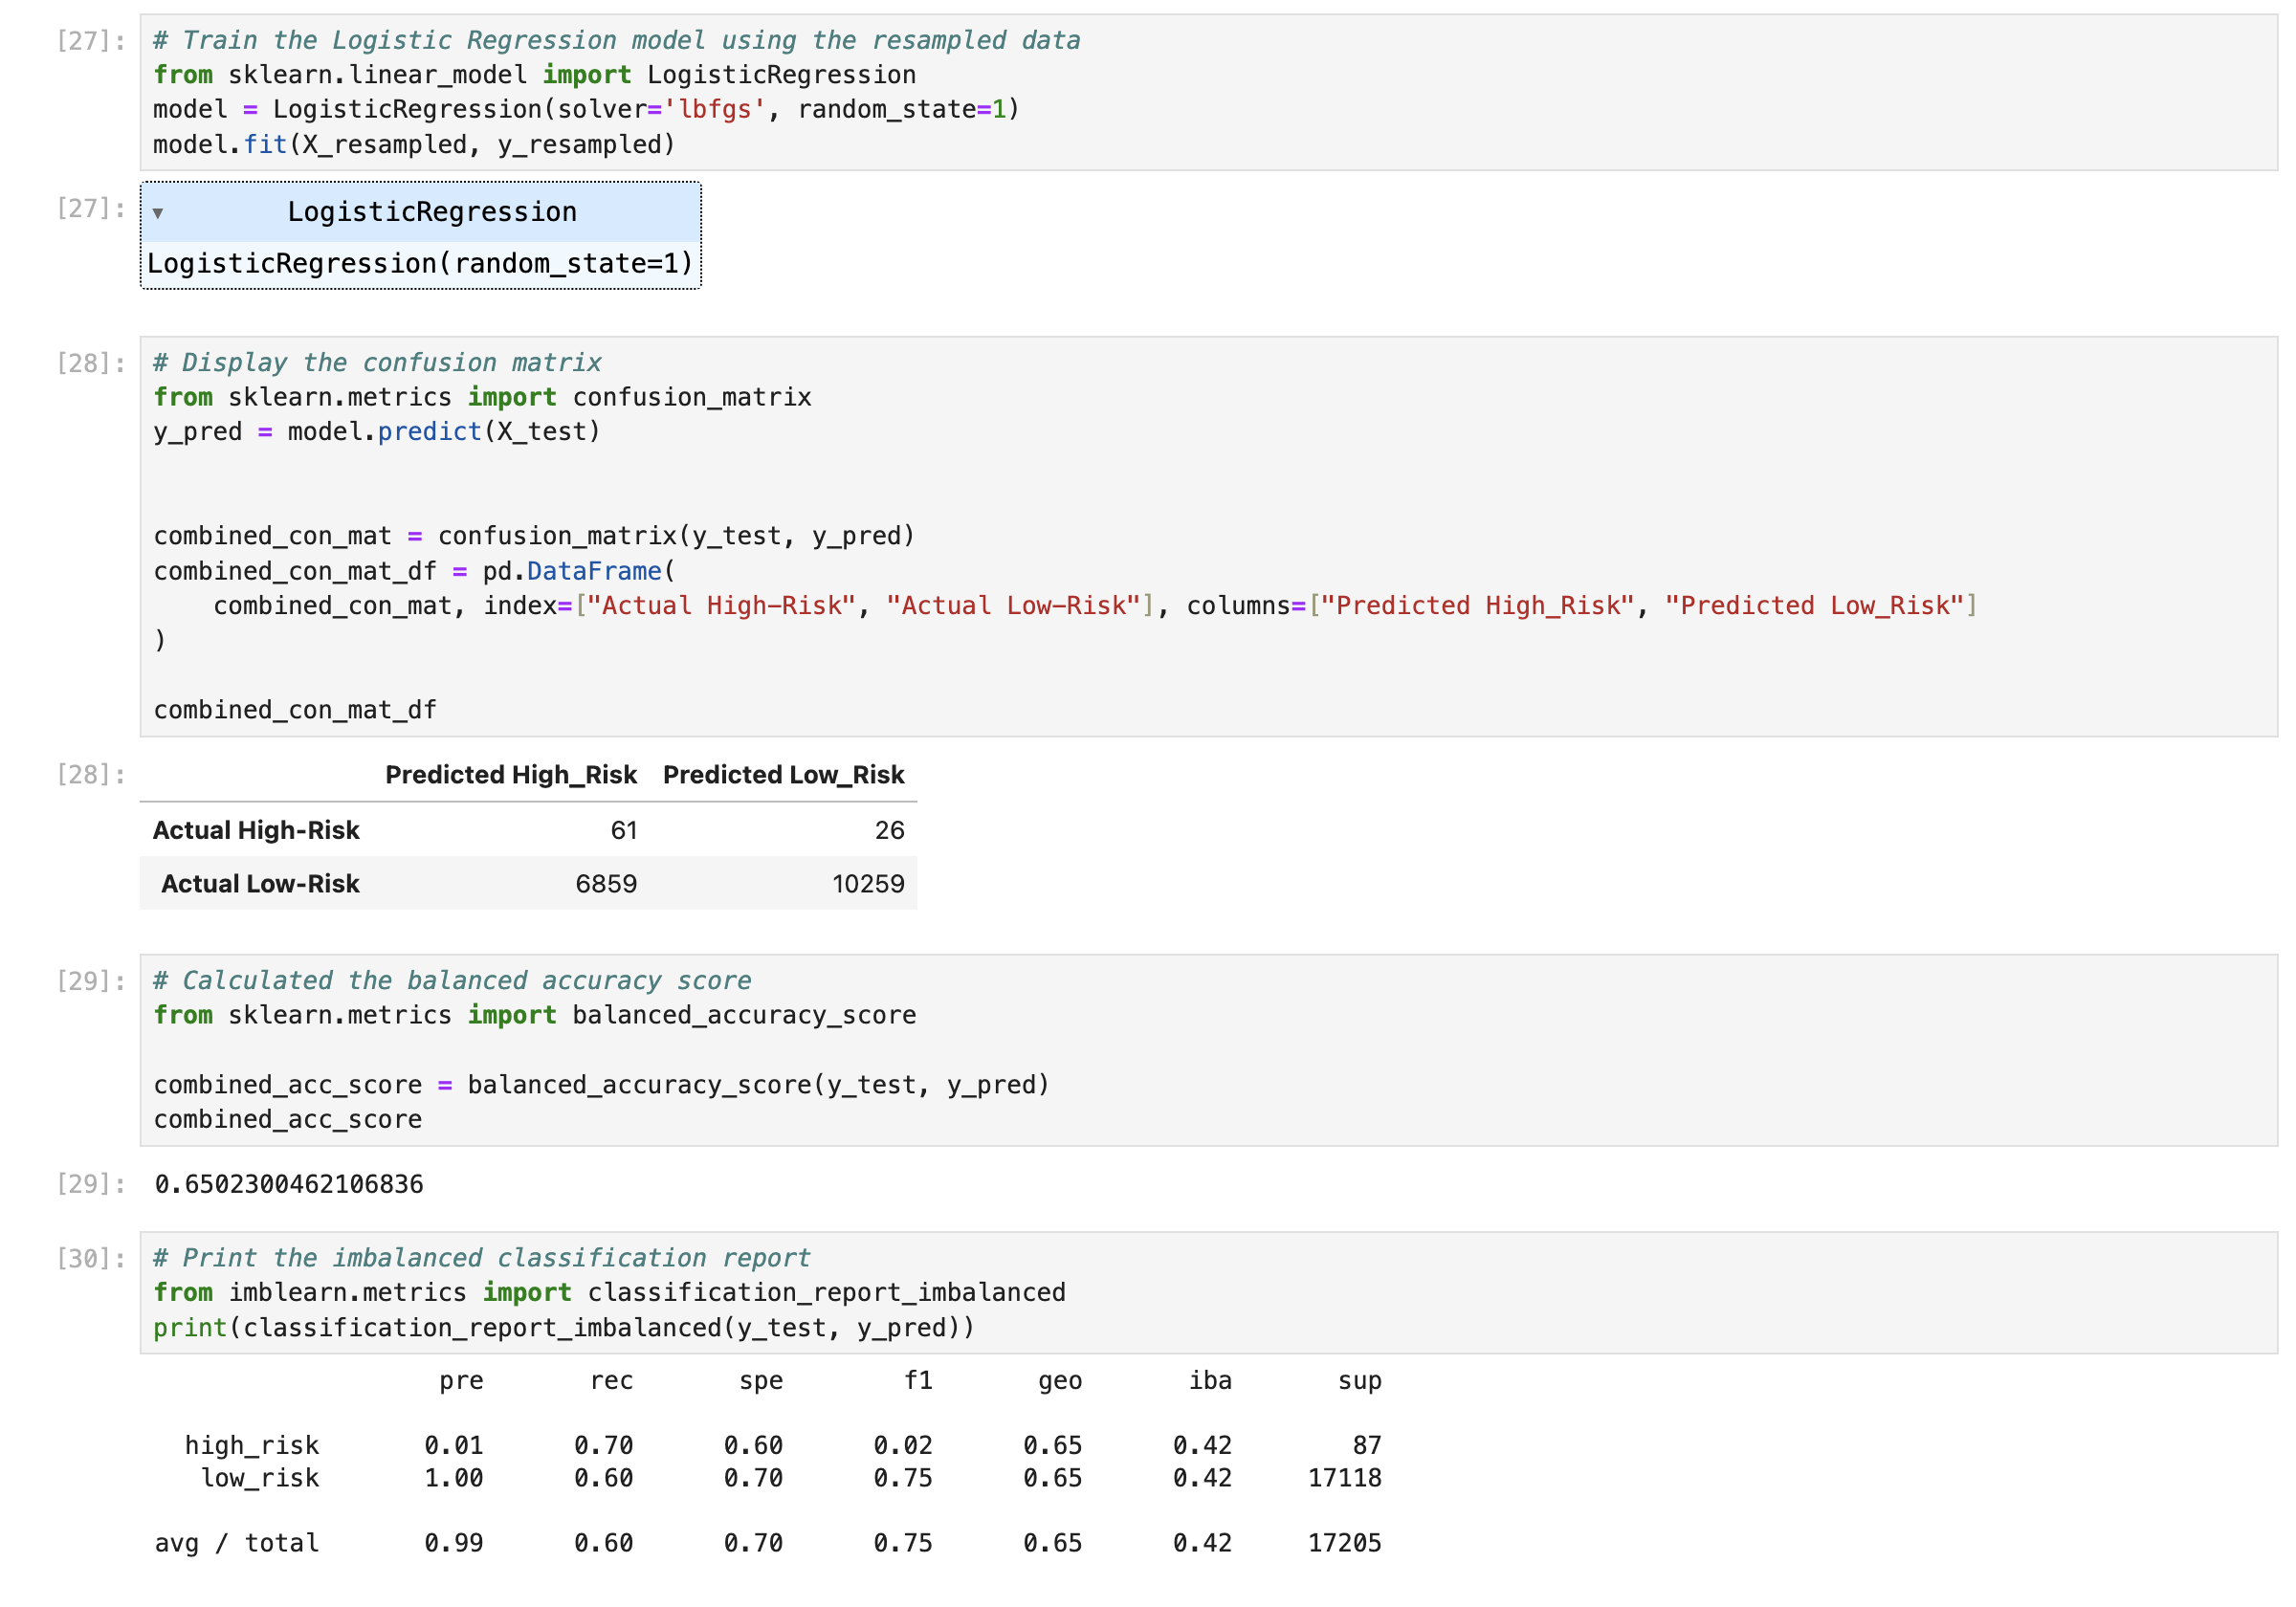 [27]: # Train the Logistic Regression model using the resampled data
from sklearn.linear_model import LogisticRegression
model = LogisticRegression(solver='lbfgs', random_state=1)
model.fit(X_resampled, y_resampled)
[27]: ▼ LogisticRegression
LogisticRegression(random_state=1)
[28]: # Display the confusion matrix
from sklearn.metrics import confusion_matrix
y_pred = model.predict(X_test)
combined_con_mat = confusion_matrix(y_test, y_pred)
combined_con_mat_df = pd.DataFrame(
    combined_con_mat, index=["Actual High-Risk", "Actual Low-Risk"], columns=["Predicted High_Risk", "Predicted Low_Risk"]
)
combined_con_mat_df
[28]: Predicted High_Risk Predicted Low_Risk
Actual High-Risk 61 26
Actual Low-Risk 6859 10259
[29]: # Calculated the balanced accuracy score
from sklearn.metrics import balanced_accuracy_score
combined_acc_score = balanced_accuracy_score(y_test, y_pred)
combined_acc_score
[29]: 0.6502300462106836
[30]: # Print the imbalanced classification report
from imblearn.metrics import classification_report_imbalanced
print(classification_report_imbalanced(y_test, y_pred))
pre rec spe f1 geo iba sup
high_risk 0.01 0.70 0.60 0.02 0.65 0.42 87
low_risk 1.00 0.60 0.70 0.75 0.65 0.42 17118
avg / total 0.99 0.60 0.70 0.75 0.65 0.42 17205